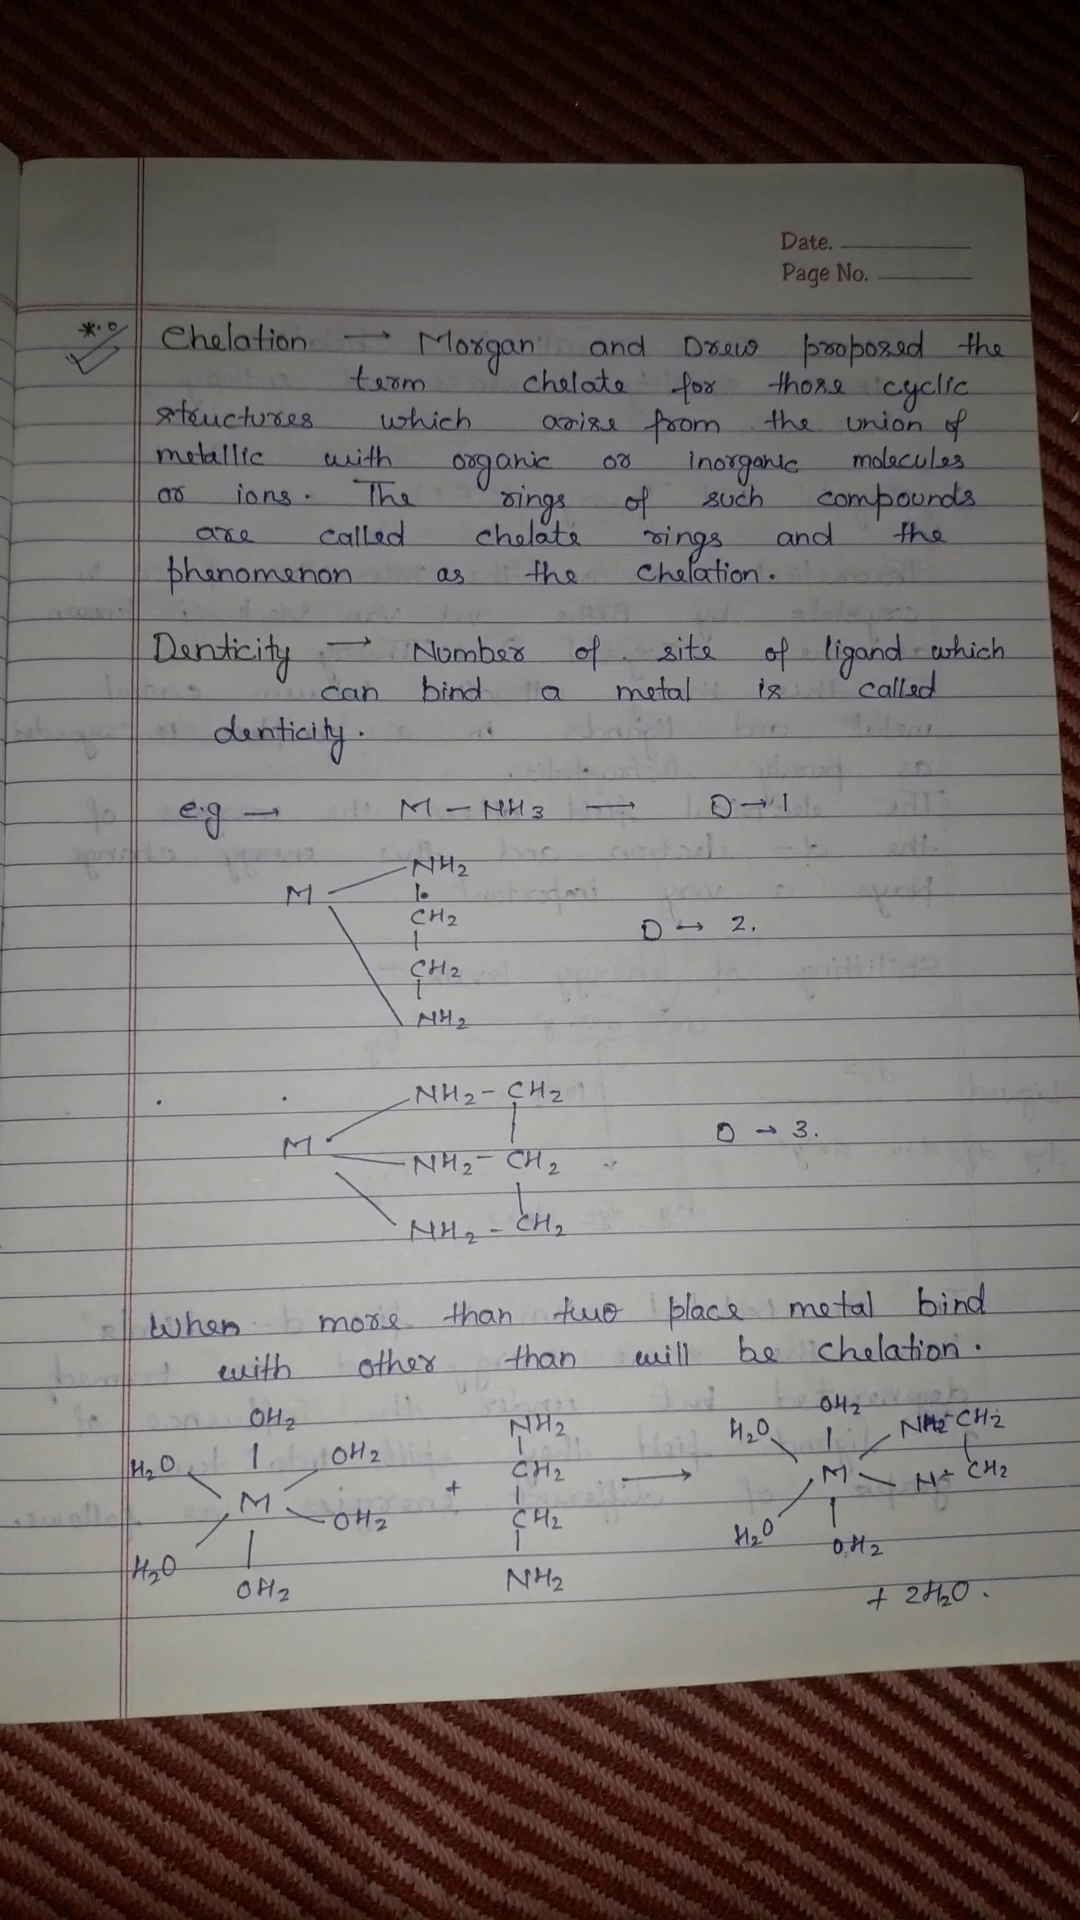 Date.
Page No.
Chelation → Morgan and Drew proposed the
term chelate for those cyclic
structures which arise from the union of
metallic with organic or inorganic molecules
or ions. The rings of such compounds
are called chelate rings and the
phenomenon as the chelation.
Denticity → Number of site of ligand which
can bind a metal is called
denticity.
e.g → M - NH3 → D → 1
NH2
M
CH2
D → 2.
CH2
NH2
NH2 - CH2
M
D → 3.
NH2 - CH2
NH2 - CH2
When more than two place metal bind
with other than will be chelation.
OH2 NH2 H2O OH2 NH2-CH2
H2O OH2 CH2 M CH2
M + →
OH2 CH2 H2O OH2
H2O OH2 NH2
+ 2H2O.